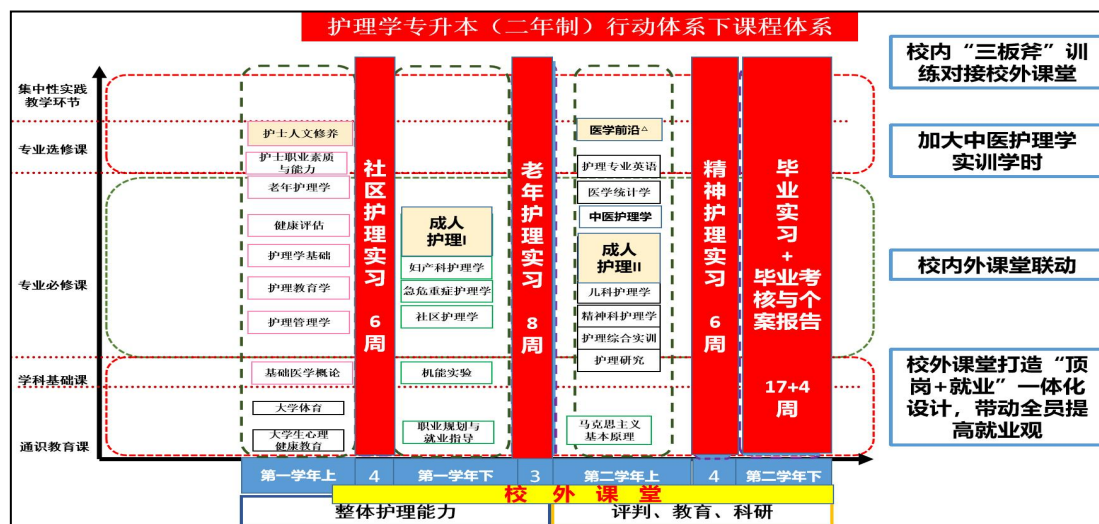 护理学专升本（二年制）行动体系下课程体系
集中性实践
教学环节
专业选修课
专业必修课
学科基础课
通识教育课
护士人文修养
护士职业素质
与能力
老年护理学
健康评估
护理学基础
护理教育学
护理管理学
基础医学概论
大学体育
大学生心理
健康教育
社区护理实习
6
周
成人
护理I
妇产科护理学
急危重症护理学
社区护理学
机能实验
职业规划与
就业指导
老年护理实习
8
周
医学前沿△
护理专业英语
医学统计学
中医护理学
成人
护理II
儿科护理学
精神科护理学
护理综合实训
护理研究
马克思主义
基本原理
精神护理实习
6
周
毕业实习
+
毕业考核与个案报告
17+4
周
第一学年上
4
第一学年下
3
第二学年上
4
第二学年下
校外课堂
整体护理能力
评判、教育、科研
校内“三板斧”训
练对接校外课堂
加大中医护理学
实训学时
校内外课堂联动
校外课堂打造“顶
岗+就业”一体化
设计，带动全员提
高就业观